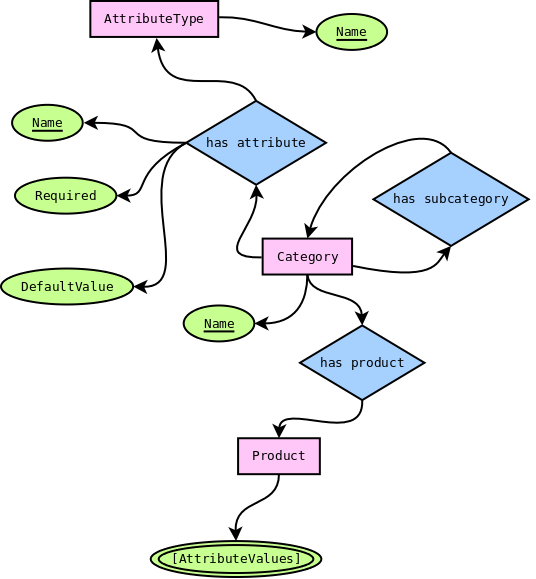 AttributeType
Name
Name
has attribute
Required
has subcategory
Category
DefaultValue
Name
has product
Product
[AttributeValues]